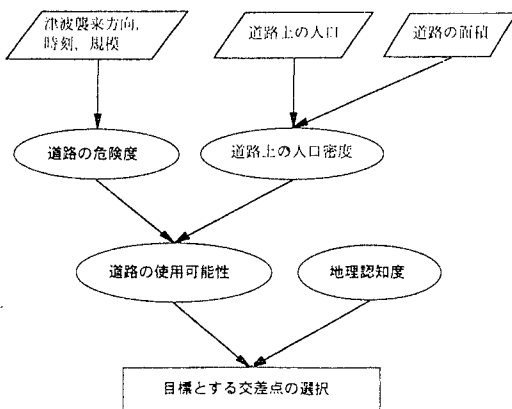 津波襲来方向,
時刻, 規模
道路上の人口
道路の面積
道路の危険度
道路上の人口密度
道路の使用可能性
地理認知度
目標とする交差点の選択